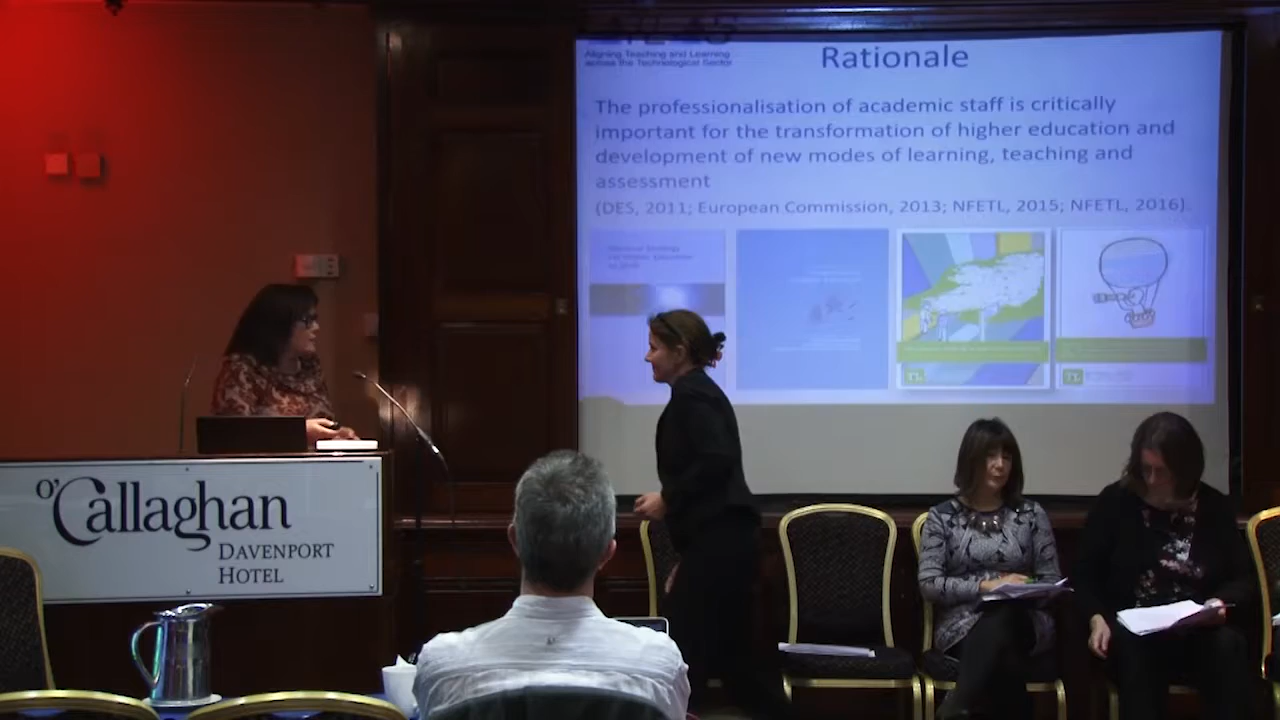 Aligning Teaching and Learning
across the Technological Sector
Rationale
The professionalisation of academic staff is critically
important for the transformation of higher education and
development of new modes of learning, teaching and
assessment
(DES, 2011; European Commission, 2013; NFETL, 2015; NFETL, 2016).
O'Callaghan
DAVENPORT
HOTEL